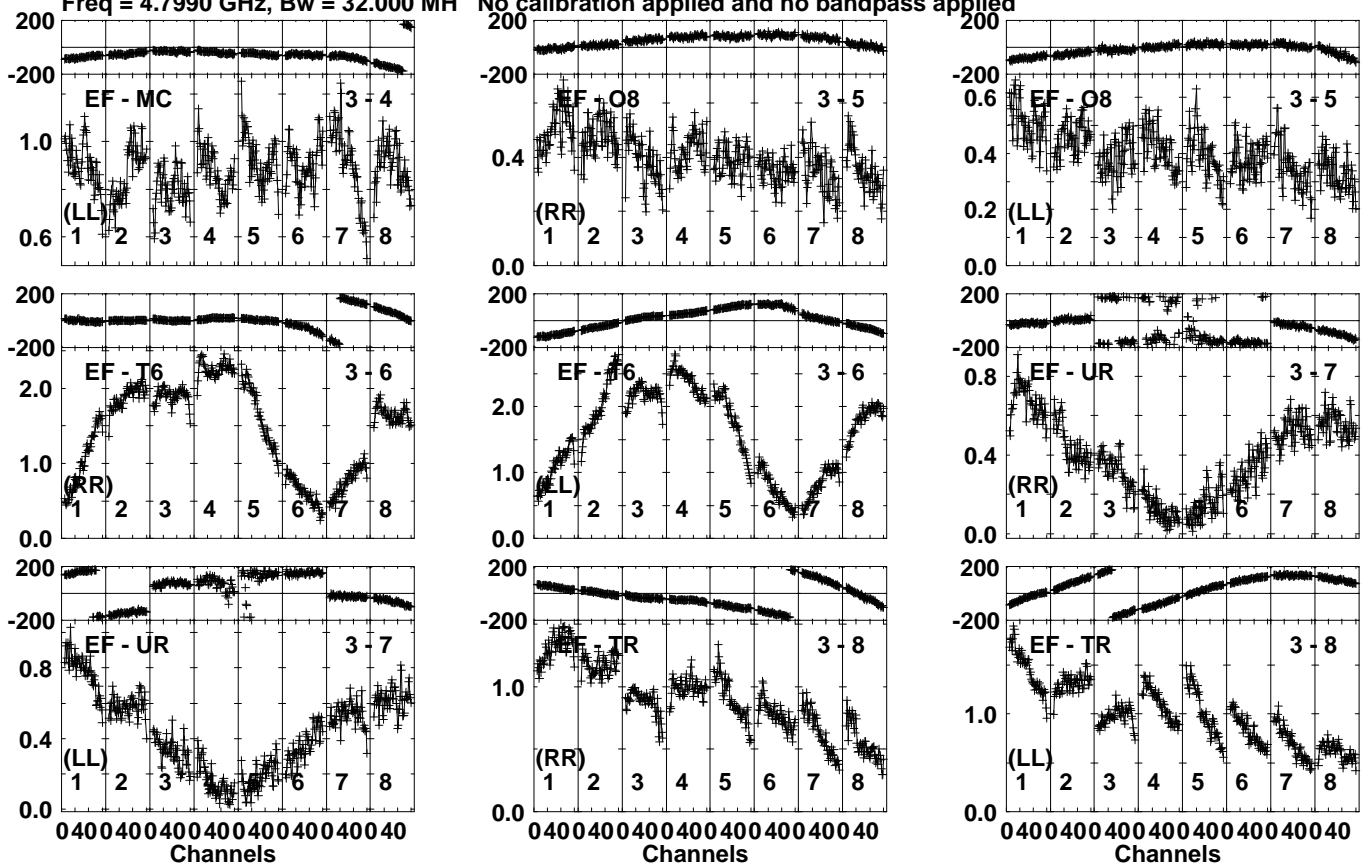 Freq = 4.7990 GHz, Bw = 32.000 MH No calibration applied and no bandpass applied
200 200 200
-200 -200 -200
EF - MC 3 - 4 EF - O8 3 - 5 EF - O8 3 - 5
1.0 0.4 0.6
0.4
0.6 0.2
(LL) (RR) (LL)
1 2 3 4 5 6 7 8 1 2 3 4 5 6 7 8 1 2 3 4 5 6 7 8
0.0 0.0
200 200 200
-200 -200 -200
EF - T6 3 - 6 EF - T6 3 - 6 EF - UR 3 - 7
2.0 2.0 0.8
1.0 1.0 0.4
(RR) (LL) (RR)
1 2 3 4 5 6 7 8 1 2 3 4 5 6 7 8 1 2 3 4 5 6 7 8
0.0 0.0 0.0
200 200 200
-200 -200 -200
EF - UR 3 - 7 EF - TR 3 - 8 EF - TR 3 - 8
0.8 1.0 1.0
0.4
(LL) (RR) (LL)
1 2 3 4 5 6 7 8 1 2 3 4 5 6 7 8 1 2 3 4 5 6 7 8
0.0 0.0 0.0
0 40 0 40 0 40 0 40 0 40 0 40 0 40 0 40 0 40 0 40 0 40 0 40 0 40 0 40 0 40 0 40 0 40 0 40 0 40 0 40 0 40 0 40 0 40 0 40
Channels Channels Channels